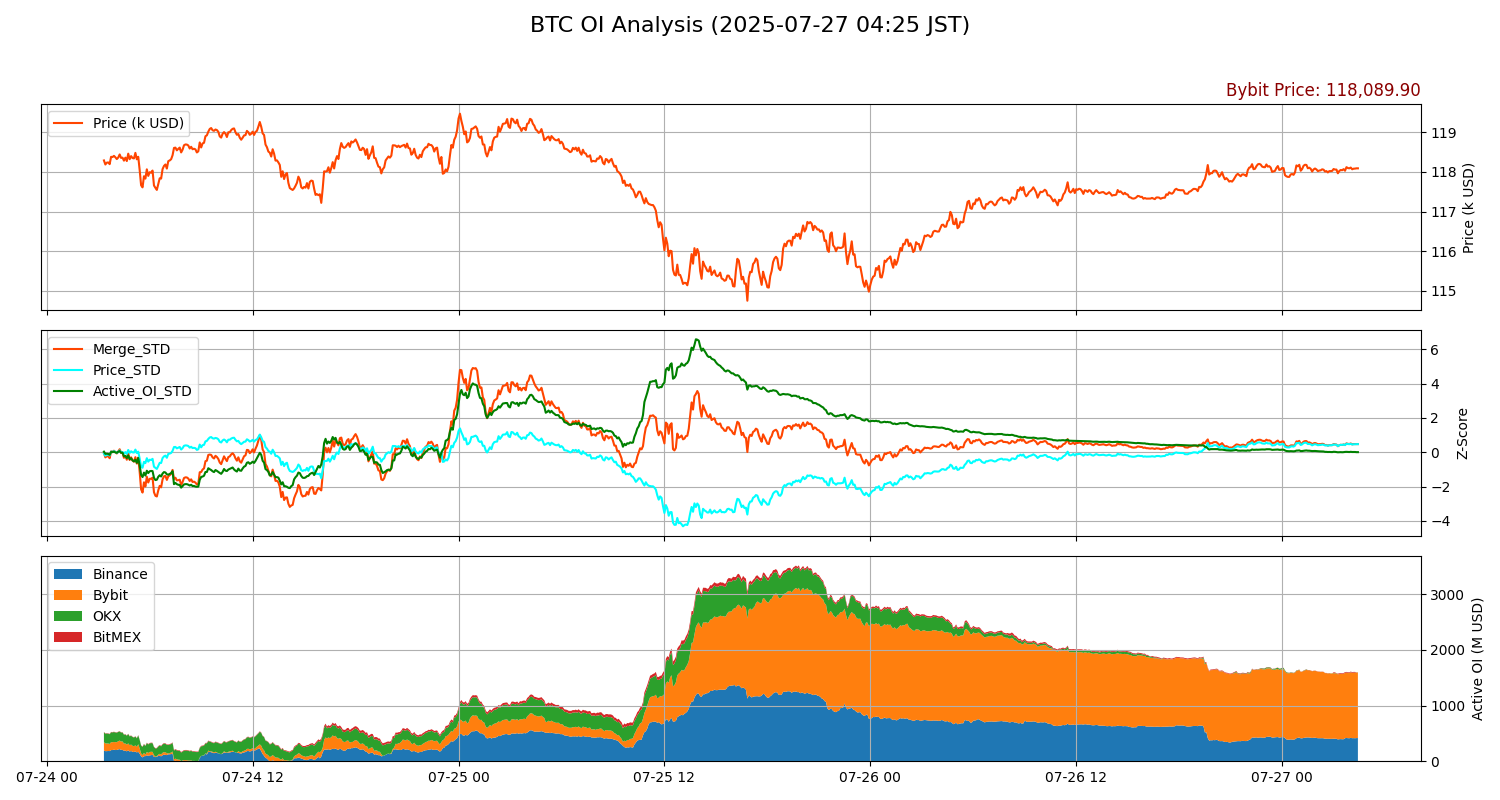 BTC OI Analysis (2025-07-27 04:25 JST)
Bybit Price: 118,089.90
Price (k USD)
119
118
117
116
115
Price (k USD)
Merge_STD
Price_STD
Active_OI_STD
6
4
2
0
−2
−4
Z-Score
Binance
Bybit
OKX
BitMEX
3000
2000
1000
0
Active OI (M USD)
07-24 00 07-24 12 07-25 00 07-25 12 07-26 00 07-26 12 07-27 00